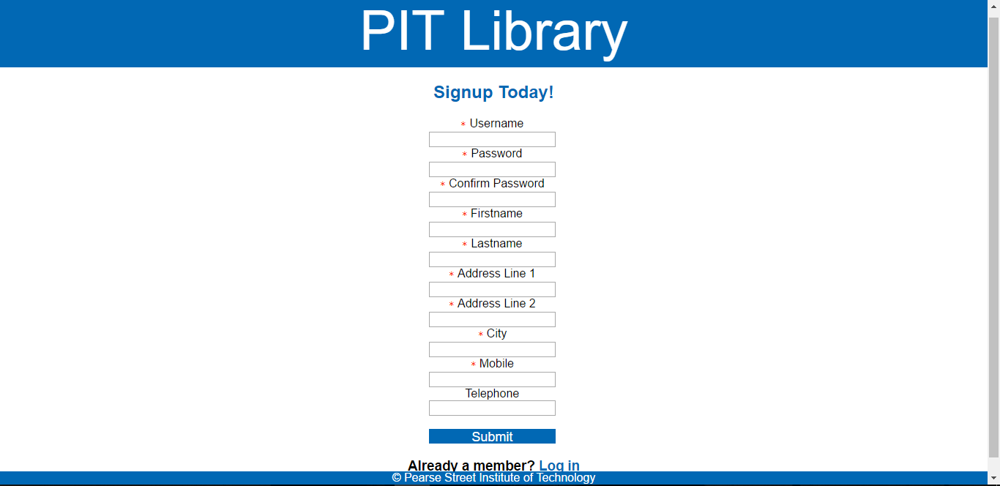 PIT Library
Signup Today!
* Username
* Password
* Confirm Password
* Firstname
* Lastname
* Address Line 1
* Address Line 2
* City
* Mobile
Telephone
Submit
Already a member? Log in
© Pearse Street Institute of Technology